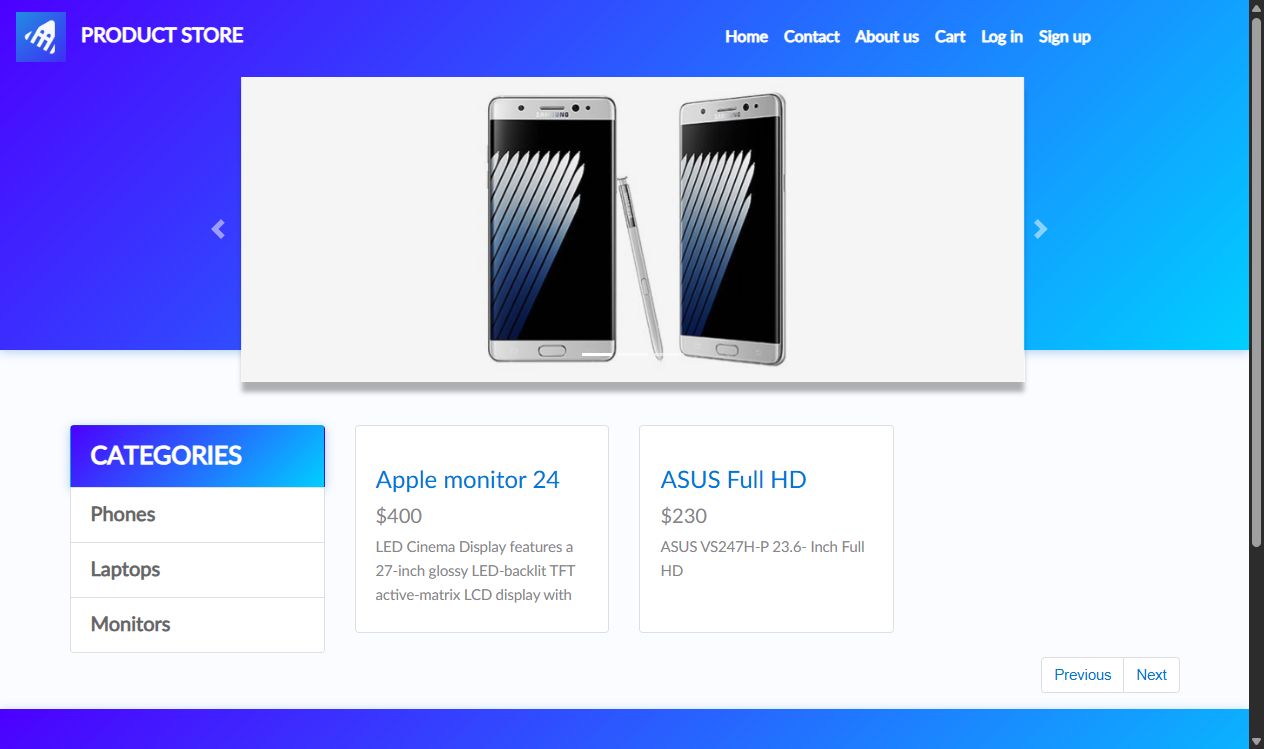 PRODUCT STORE
Home Contact About us Cart Log in Sign up
SAMSUNG
CATEGORIES
Phones
Laptops
Monitors
Apple monitor 24
$400
LED Cinema Display features a
27-inch glossy LED-backlit TFT
active-matrix LCD display with
ASUS Full HD
$230
ASUS VS247H-P 23.6- Inch Full
HD
Previous Next